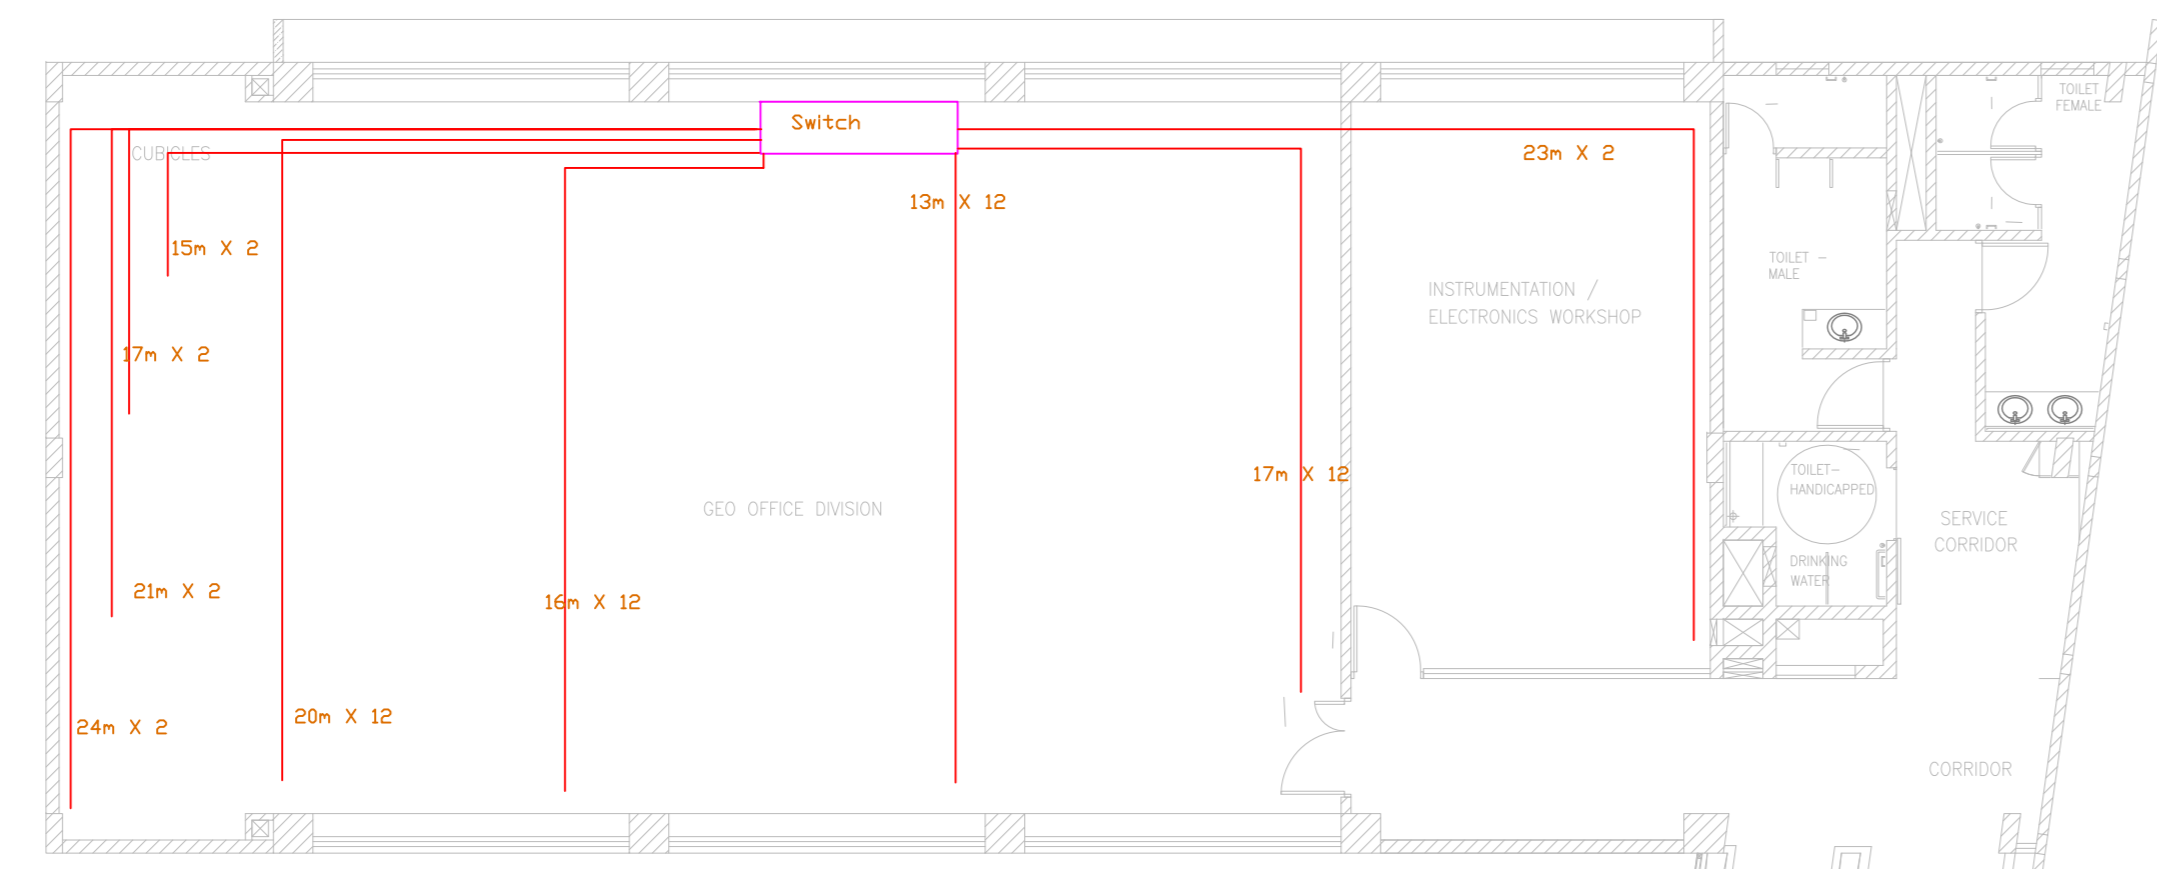 TOILET
FEMALE
Switch
CUBICLES
23m X 2
13m X 12
15m X 2
TOILET -
MALE
INSTRUMENTATION /
ELECTRONICS WORKSHOP
17m X 2
17m X 12
TOILET-
HANDICAPPED
GEO OFFICE DIVISION
SERVICE
CORRIDOR
DRINKING
WATER
21m X 2
16m X 12
20m X 12
24m X 2
CORRIDOR